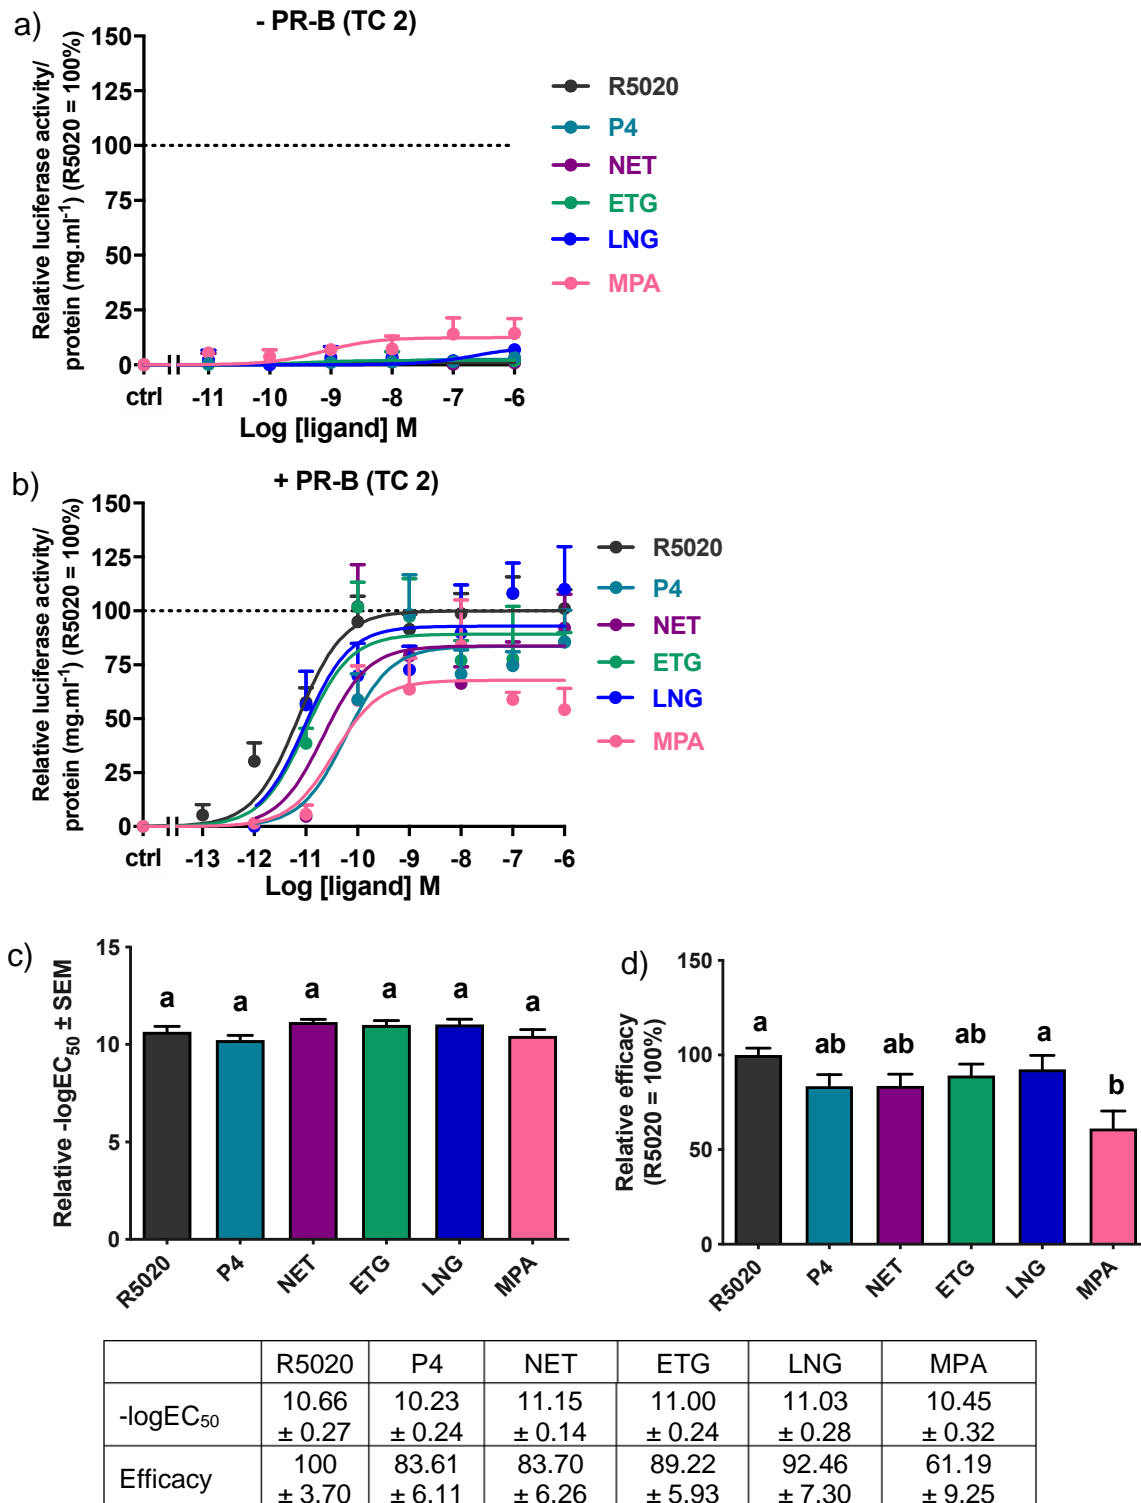 a)
- PR-B (TC 2)
Relative luciferase activity/
protein (mg.ml-1) (R5020 = 100%)
150
125
100
75
50
25
0
ctrl -11 -10 -9 -8 -7 -6
Log [ligand] M
R5020
P4
NET
ETG
LNG
MPA
b)
+ PR-B (TC 2)
Relative luciferase activity/
protein (mg.ml-1) (R5020 = 100%)
150
125
100
75
50
25
0
ctrl -13 -12 -11 -10 -9 -8 -7 -6
Log [ligand] M
R5020
P4
NET
ETG
LNG
MPA
c)
Relative -logEC50 ± SEM
15
10
5
0
a a a a a a
R5020 P4 NET ETG LNG MPA
d)
Relative efficacy
(R5020 = 100%)
150
100
50
0
a ab ab ab a b
R5020 P4 NET ETG LNG MPA
R5020 P4 NET ETG LNG MPA
-logEC50 10.66 ± 0.27 10.23 ± 0.24 11.15 ± 0.14 11.00 ± 0.24 11.03 ± 0.28 10.45 ± 0.32
Efficacy 100 ± 3.70 83.61 ± 6.11 83.70 ± 6.26 89.22 ± 5.93 92.46 ± 7.30 61.19 ± 9.25